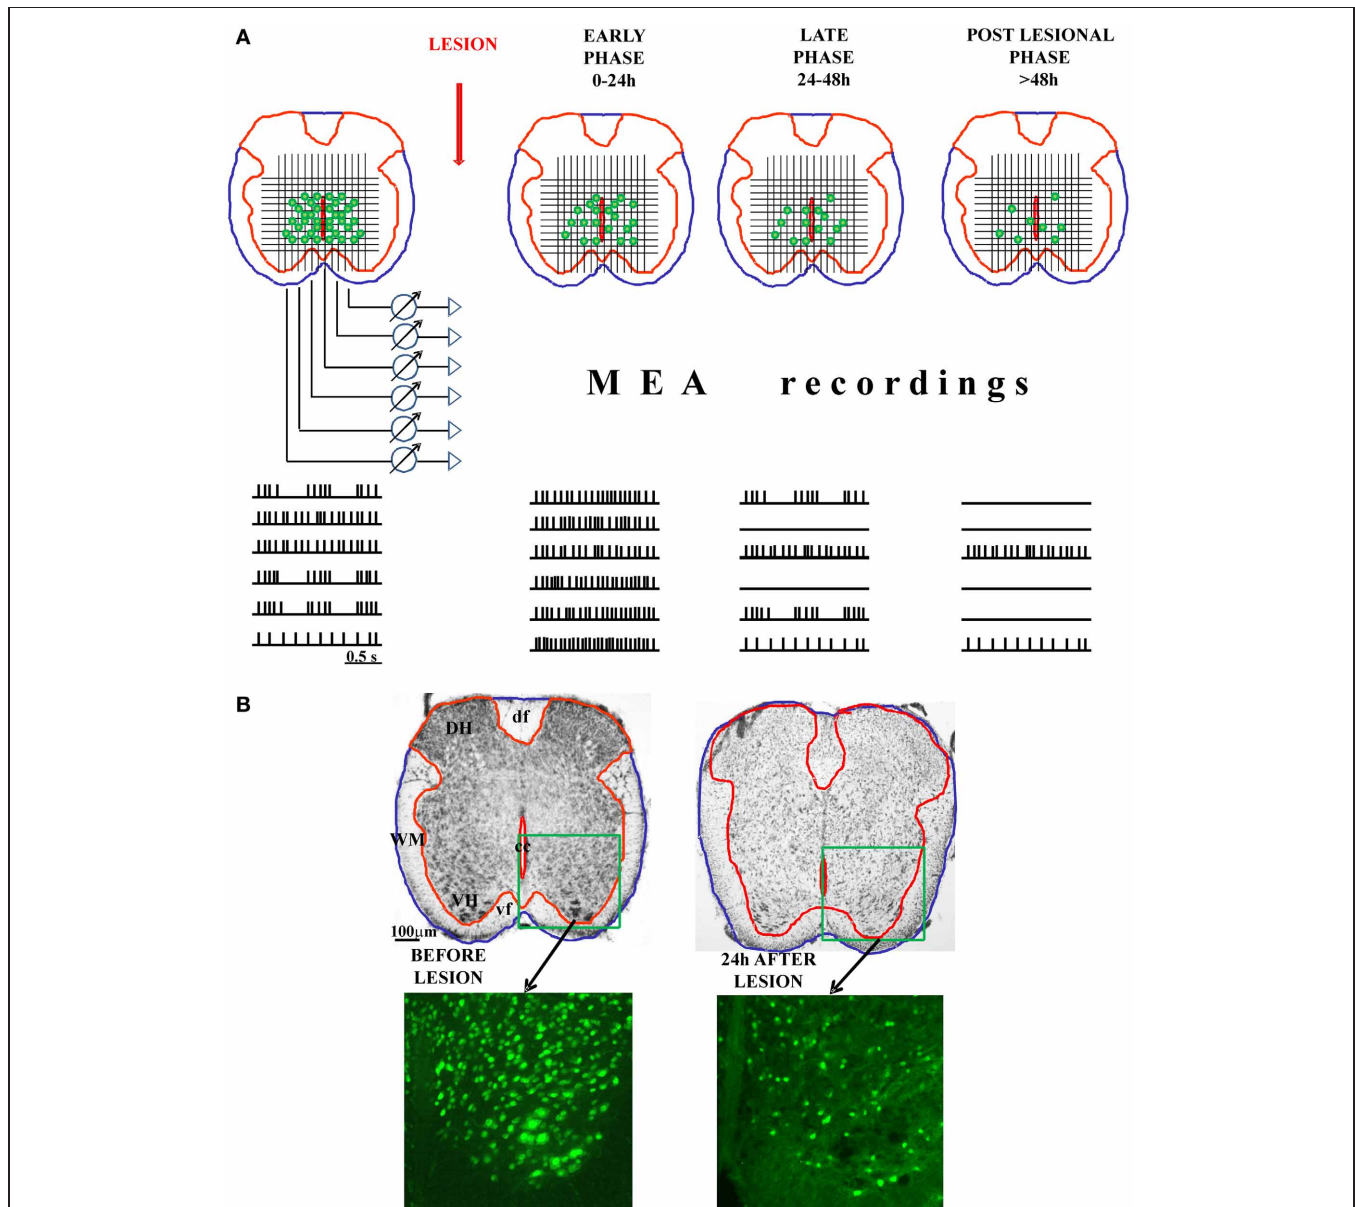 A
LESION
EARLY
PHASE
0-24h
LATE
PHASE
24-48h
POST LESIONAL
PHASE
>48h
MEA recordings
0.5 s
B
DH
df
WM
cc
VH
vf
100µm
BEFORE
LESION
24h AFTER
LESION